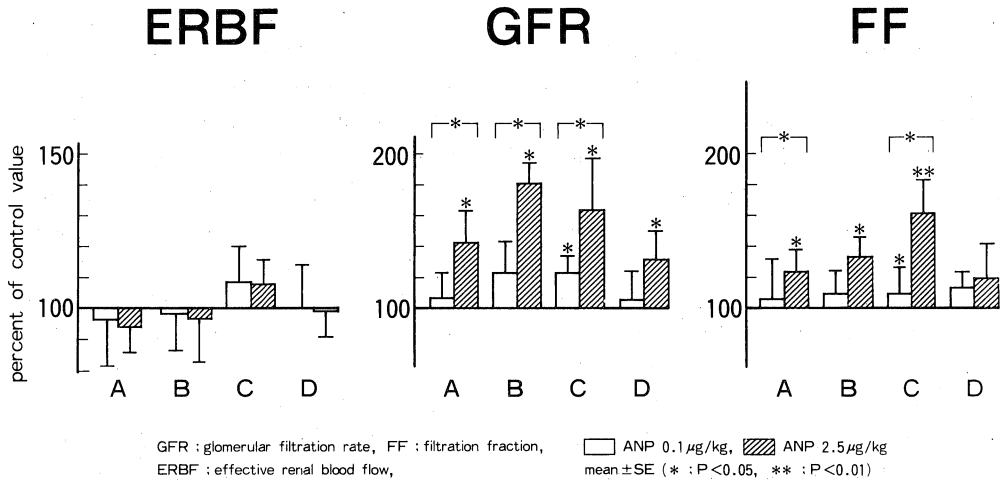 ERBF GFR FF
percent of control value
150
100
A B C D
200
100
* * *
* * * * *
A B C D
200
100
* *
* * * **
A B C D
GFR : glomerular filtration rate, FF : filtration fraction,
ERBF : effective renal blood flow,
ANP 0.1μg/kg, ANP 2.5μg/kg
mean ±SE (* : P<0.05, ** : P<0.01)